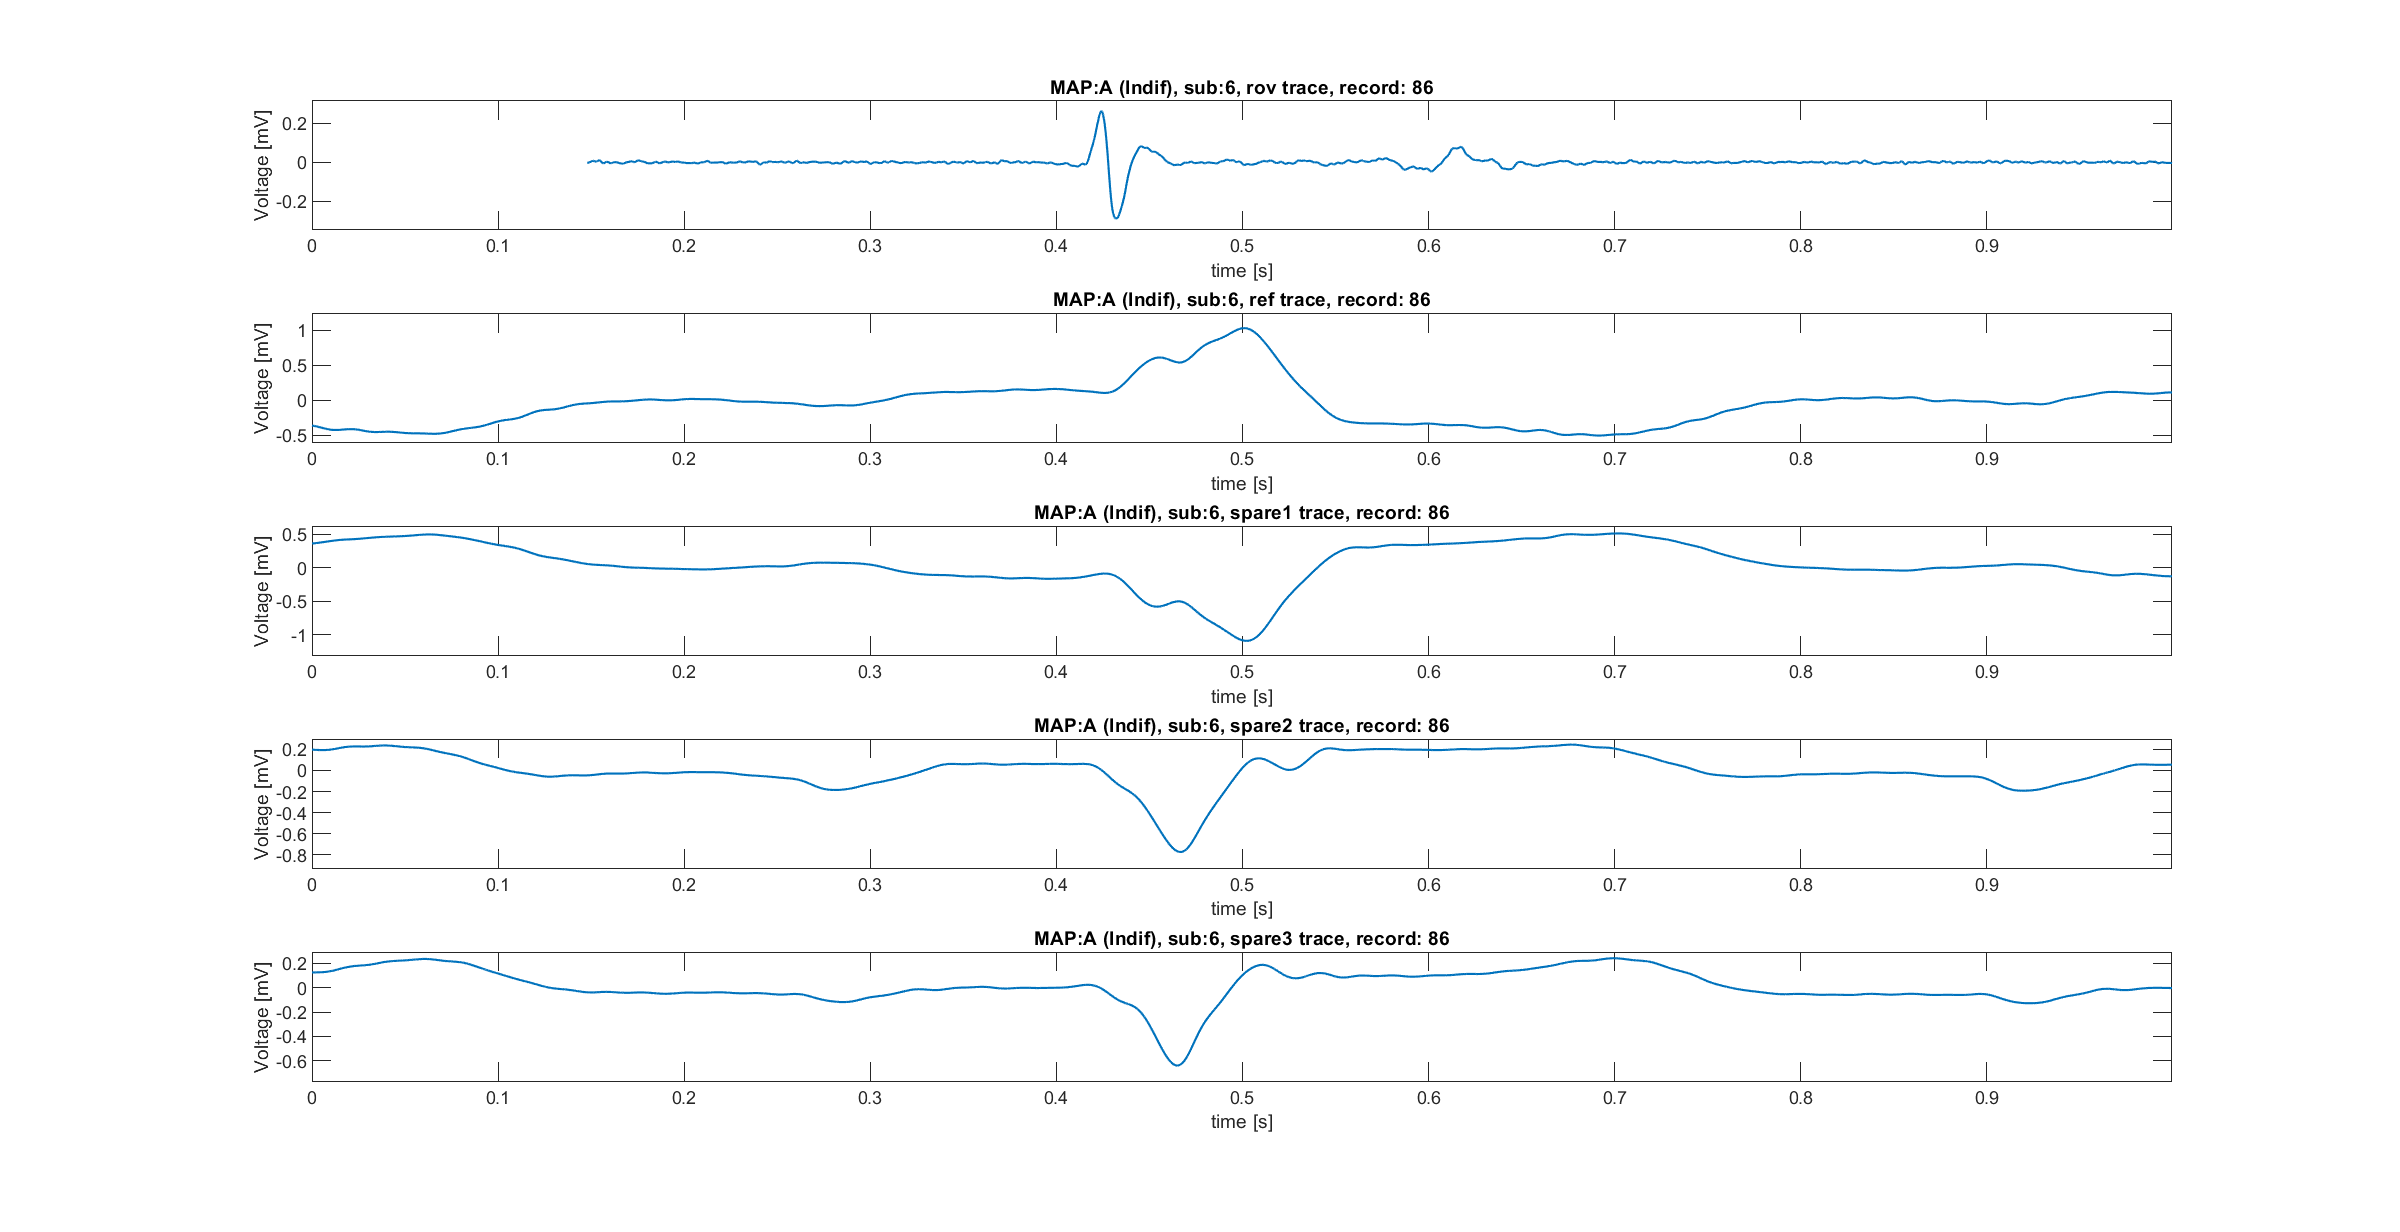 MAP:A (Indif), sub:6, rov trace, record: 86
Voltage [mV]
0.2
0
-0.2
0 0.1 0.2 0.3 0.4 0.5 0.6 0.7 0.8 0.9
time [s]
MAP:A (Indif), sub:6, ref trace, record: 86
Voltage [mV]
1
0.5
0
-0.5
0 0.1 0.2 0.3 0.4 0.5 0.6 0.7 0.8 0.9
time [s]
MAP:A (Indif), sub:6, spare1 trace, record: 86
Voltage [mV]
0.5
0
-0.5
-1
0 0.1 0.2 0.3 0.4 0.5 0.6 0.7 0.8 0.9
time [s]
MAP:A (Indif), sub:6, spare2 trace, record: 86
Voltage [mV]
0.2
0
-0.2
-0.4
-0.6
-0.8
0 0.1 0.2 0.3 0.4 0.5 0.6 0.7 0.8 0.9
time [s]
MAP:A (Indif), sub:6, spare3 trace, record: 86
Voltage [mV]
0.2
0
-0.2
-0.4
-0.6
0 0.1 0.2 0.3 0.4 0.5 0.6 0.7 0.8 0.9
time [s]